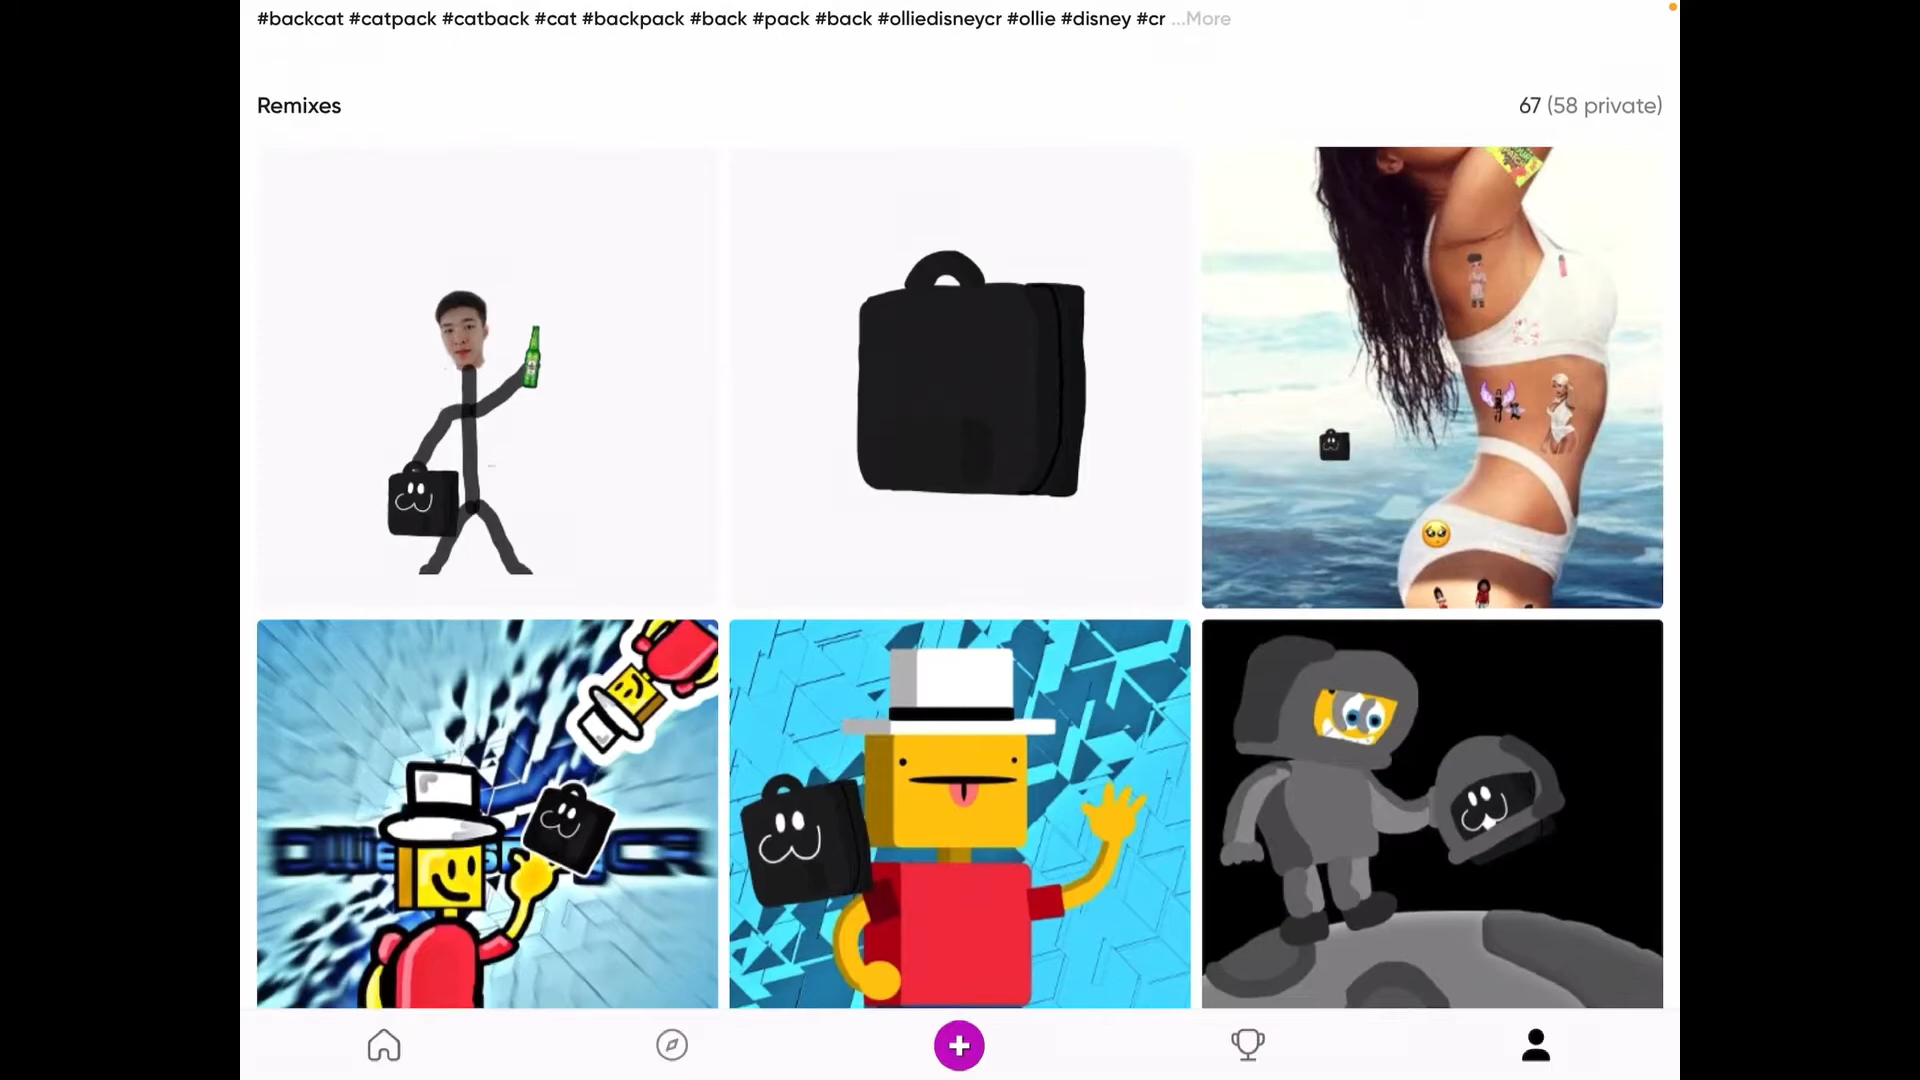 #backcat #catpack #catback #cat #backpack #back #pack #back #olliedisneycr #ollie #disney #cr ...More
Remixes
67 (58 private)